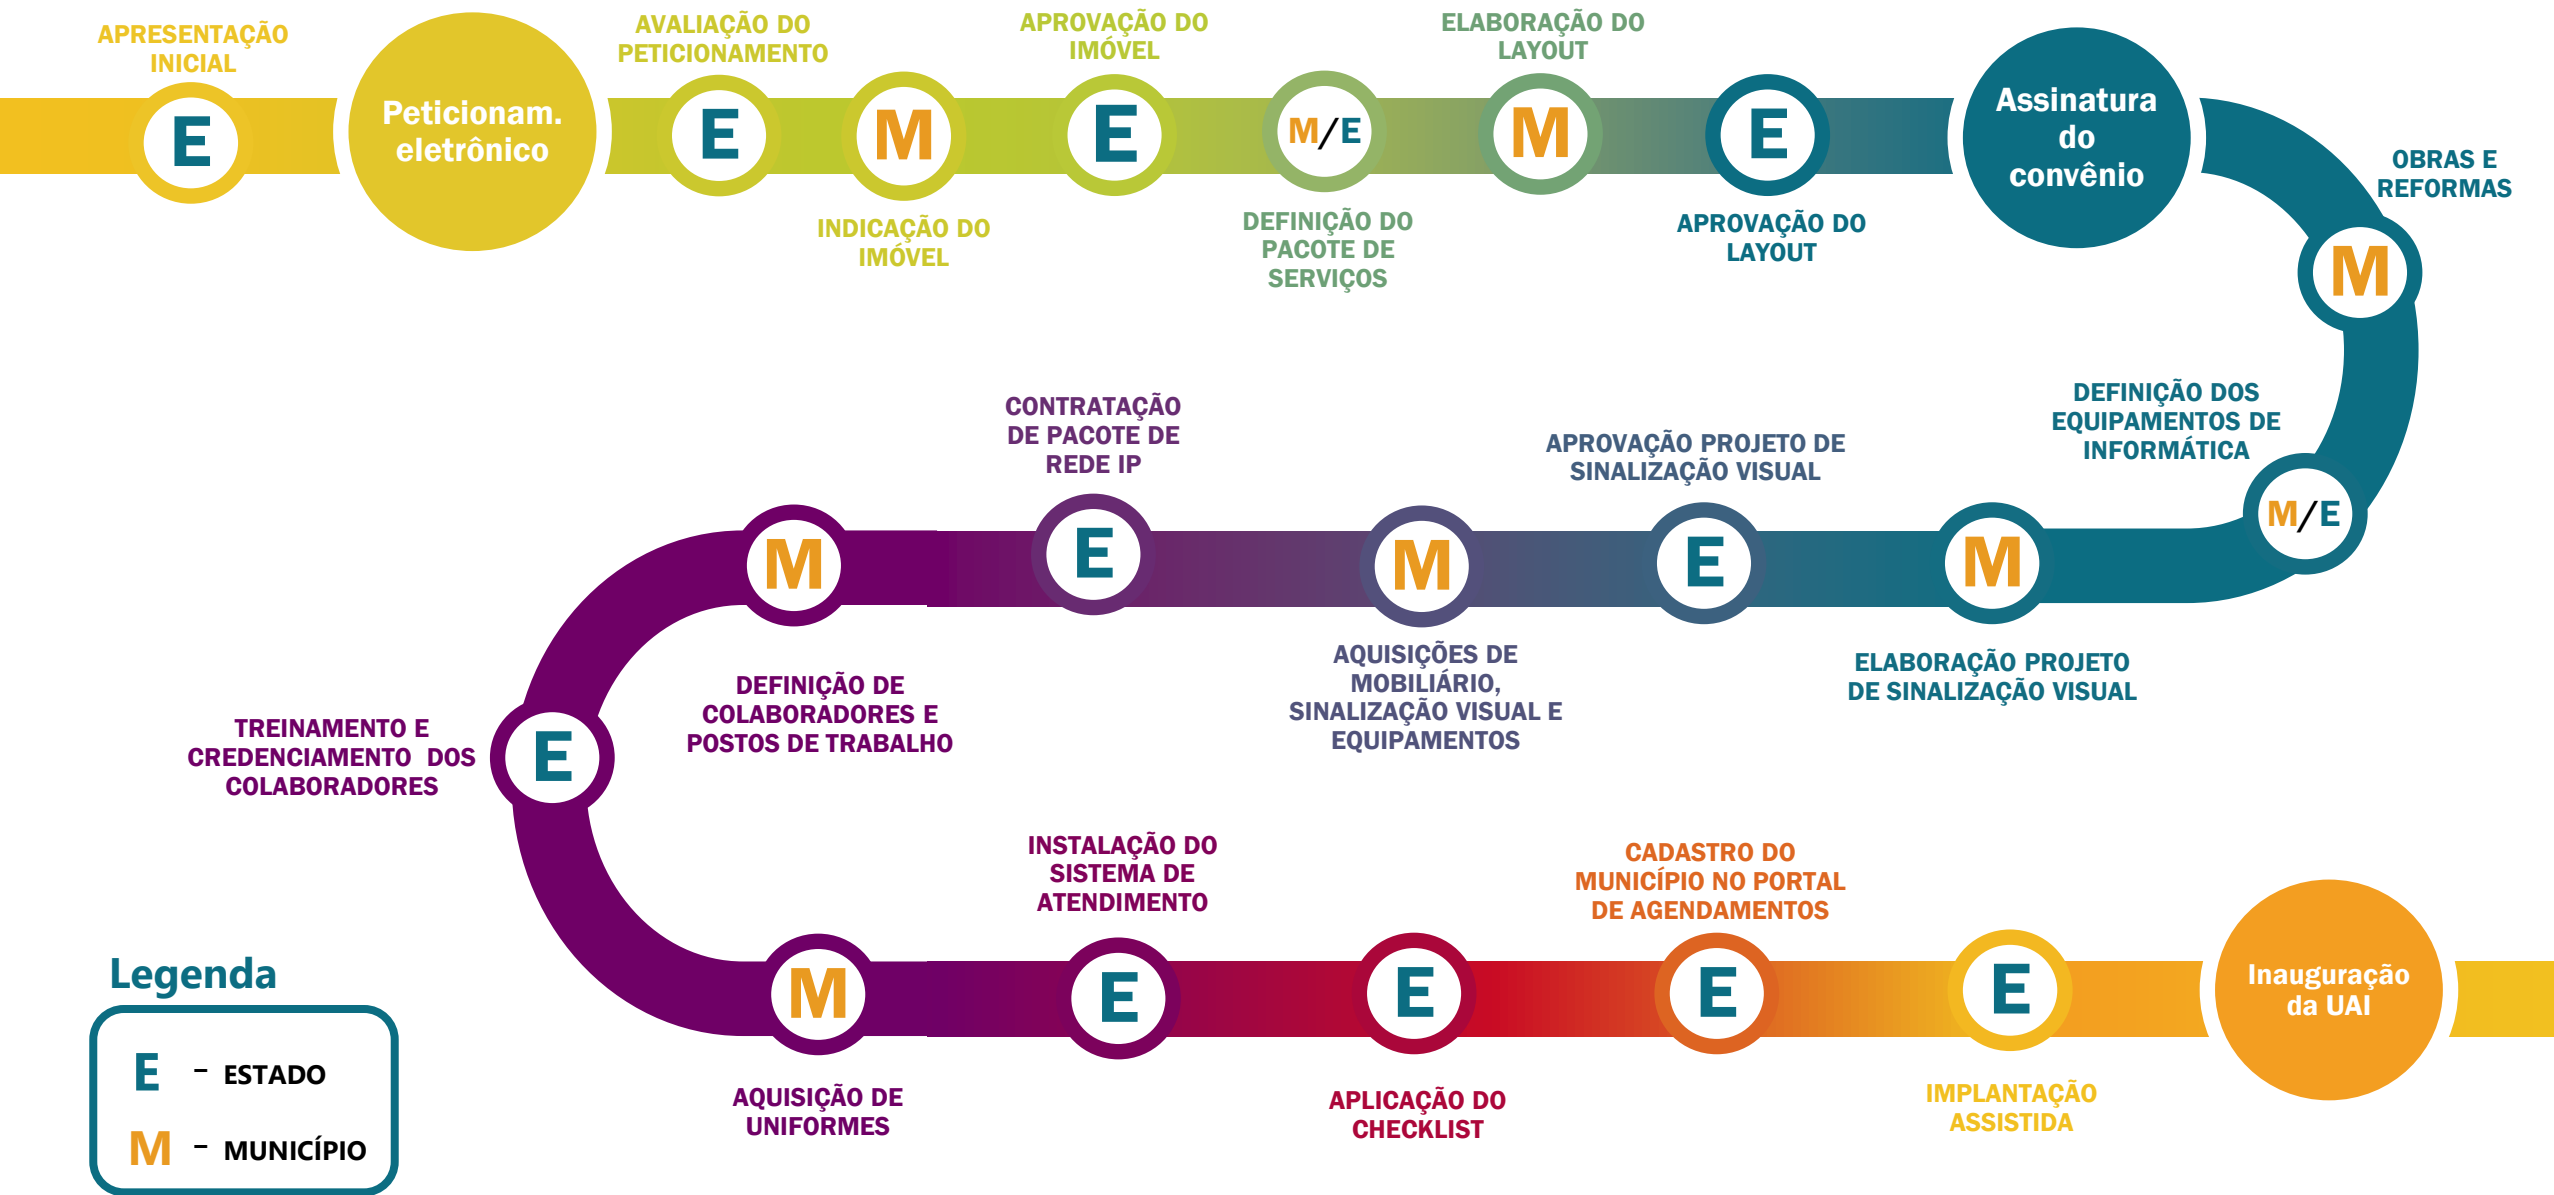 APRESENTAÇÃO
INICIAL
E
Peticionam.
eletrônico
AVALIAÇÃO DO
PETICIONAMENTO
E
M
INDICAÇÃO DO
IMÓVEL
APROVAÇÃO DO
IMÓVEL
E
M/E
DEFINIÇÃO DO
PACOTE DE
SERVIÇOS
ELABORAÇÃO DO
LAYOUT
M
E
APROVAÇÃO DO
LAYOUT
Assinatura
do
convênio
OBRAS E
REFORMAS
M
DEFINIÇÃO DOS
EQUIPAMENTOS DE
INFORMÁTICA
M/E
M
ELABORAÇÃO PROJETO
DE SINALIZAÇÃO VISUAL
APROVAÇÃO PROJETO DE
SINALIZAÇÃO VISUAL
E
M
AQUISIÇÕES DE
MOBILIÁRIO,
SINALIZAÇÃO VISUAL E
EQUIPAMENTOS
CONTRATAÇÃO
DE PACOTE DE
REDE IP
E
M
DEFINIÇÃO DE
COLABORADORES E
POSTOS DE TRABALHO
TREINAMENTO E
CREDENCIAMENTO DOS
COLABORADORES
E
M
AQUISIÇÃO DE
UNIFORMES
INSTALAÇÃO DO
SISTEMA DE
ATENDIMENTO
E
E
APLICAÇÃO DO
CHECKLIST
CADASTRO DO
MUNICÍPIO NO PORTAL
DE AGENDAMENTOS
E
E
IMPLANTAÇÃO
ASSISTIDA
Inauguração
da UAI
Legenda
E - ESTADO
M - MUNICÍPIO